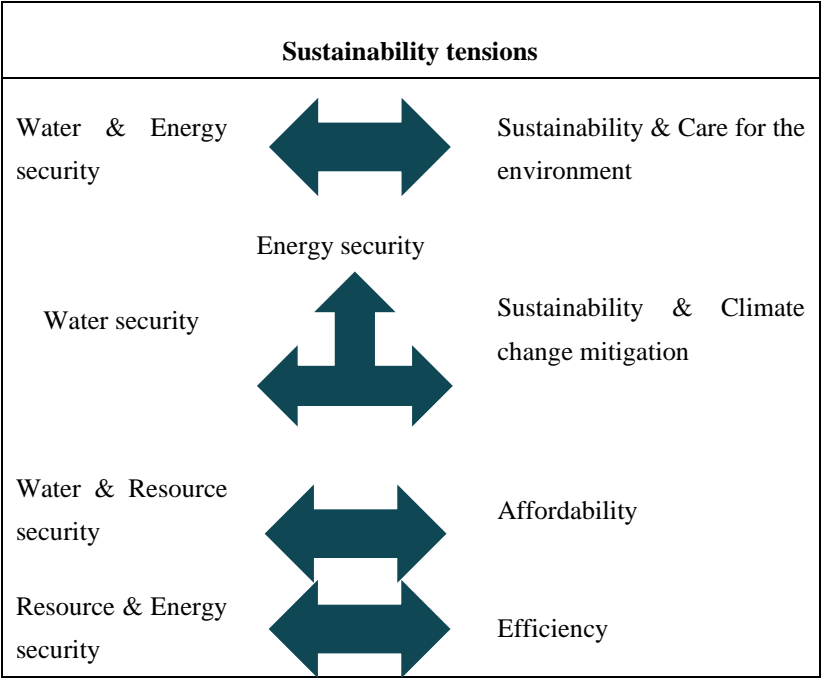 Sustainability tensions
Water & Energy
security
Sustainability & Care for the
environment
Energy security
Water security
Sustainability & Climate
change mitigation
Water & Resource
security
Affordability
Resource & Energy
security
Efficiency